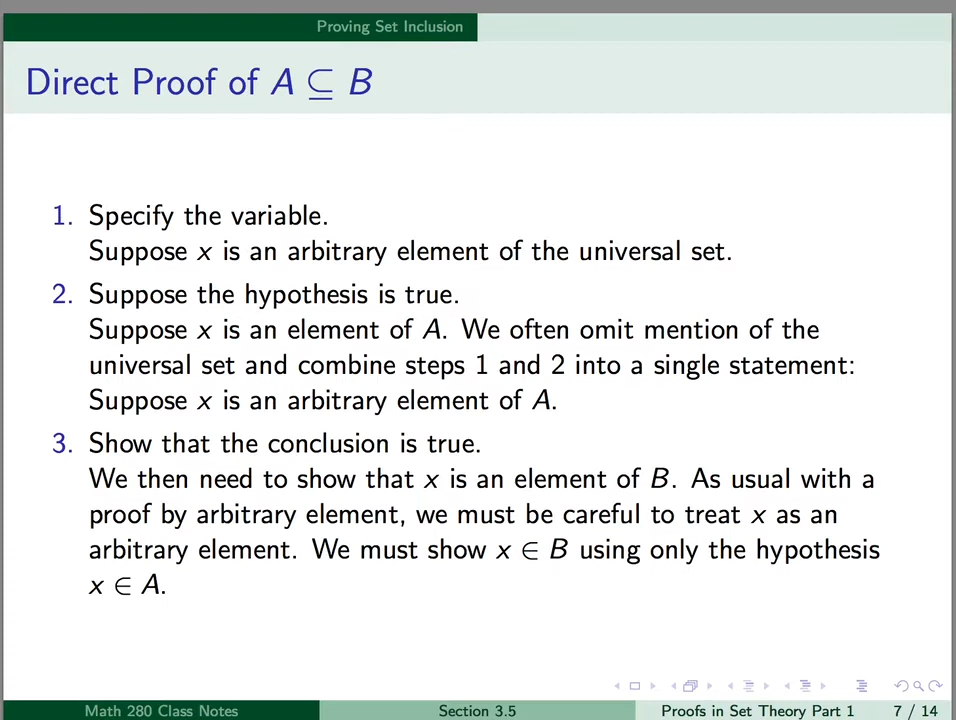 Proving Set Inclusion
Direct Proof of A ⊆ B
1. Specify the variable.
Suppose x is an arbitrary element of the universal set.
2. Suppose the hypothesis is true.
Suppose x is an element of A. We often omit mention of the
universal set and combine steps 1 and 2 into a single statement:
Suppose x is an arbitrary element of A.
3. Show that the conclusion is true.
We then need to show that x is an element of B. As usual with a
proof by arbitrary element, we must be careful to treat x as an
arbitrary element. We must show x ∈ B using only the hypothesis
x ∈ A.
Math 280 Class Notes Section 3.5 Proofs in Set Theory Part 1 7 / 14